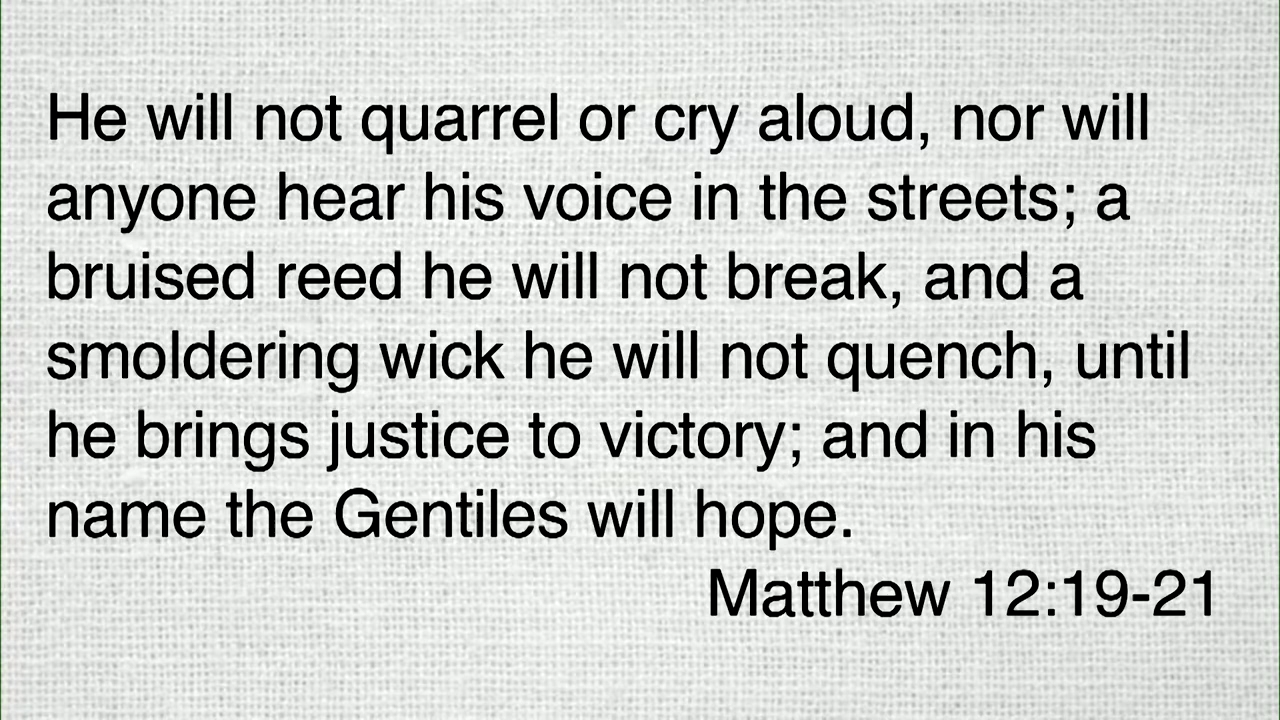 He will not quarrel or cry aloud, nor will
anyone hear his voice in the streets; a
bruised reed he will not break, and a
smoldering wick he will not quench, until
he brings justice to victory; and in his
name the Gentiles will hope.
Matthew 12:19-21